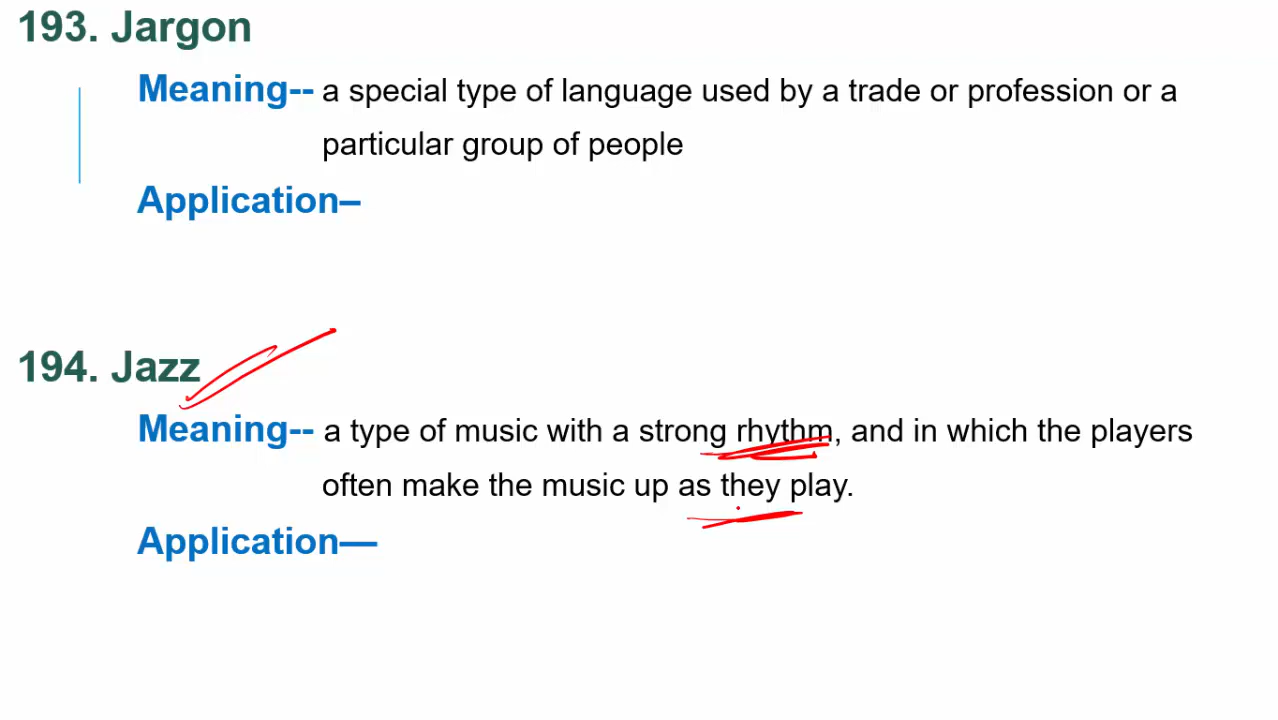 193. Jargon
Meaning-- a special type of language used by a trade or profession or a
particular group of people
Application–
194. Jazz
Meaning-- a type of music with a strong rhythm, and in which the players
often make the music up as they play.
Application—